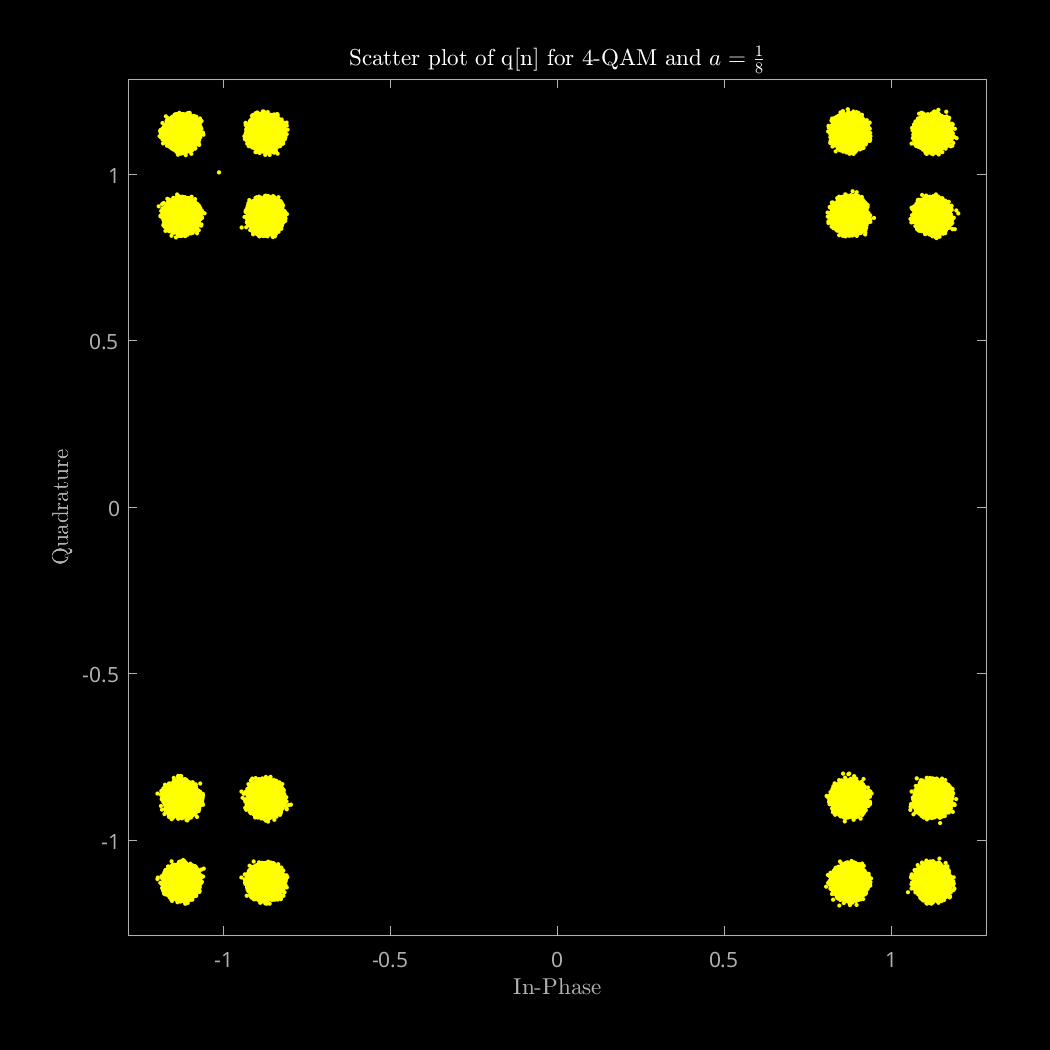 Scatter plot of q[n] for 4-QAM and $a = \frac{1}{8}$
1
0.5
0
-0.5
-1
Quadrature
-1 -0.5 0 0.5 1
In-Phase